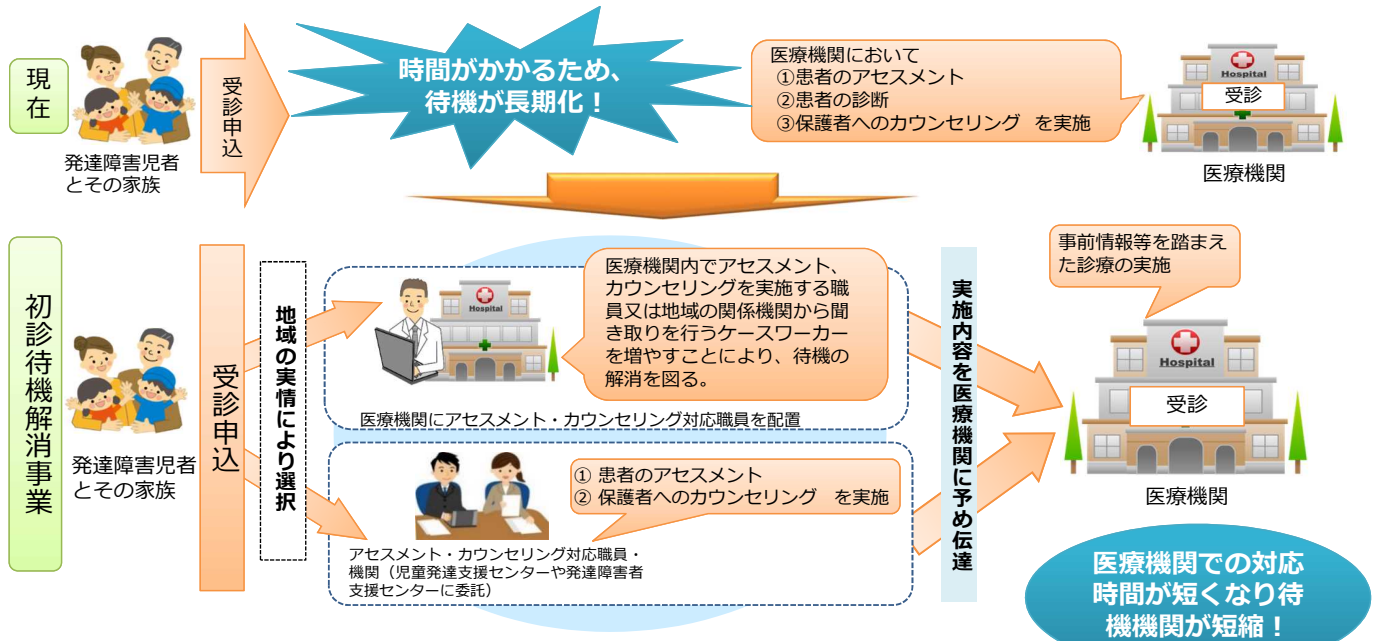 現在
発達障害児者
とその家族
受診申込
時間がかかるため、
待機が長期化！
医療機関において
①患者のアセスメント
②患者の診断
③保護者へのカウンセリング　を実施
Hospital
受診
医療機関
初診待機解消事業
発達障害児者
とその家族
受診申込
地域の実情により選択
医療機関内でアセスメント、
カウンセリングを実施する職
員又は地域の関係機関から聞
き取りを行うケースワーカー
を増やすことにより、待機の
解消を図る。
医療機関にアセスメント・カウンセリング対応職員を配置
① 患者のアセスメント
② 保護者へのカウンセリング　を実施
アセスメント・カウンセリング対応職員・
機関（児童発達支援センターや発達障害者
支援センターに委託）
実施内容を医療機関に予め伝達
事前情報等を踏まえ
た診療の実施
Hospital
受診
医療機関
医療機関での対応
時間が短くなり待
機機関が短縮！